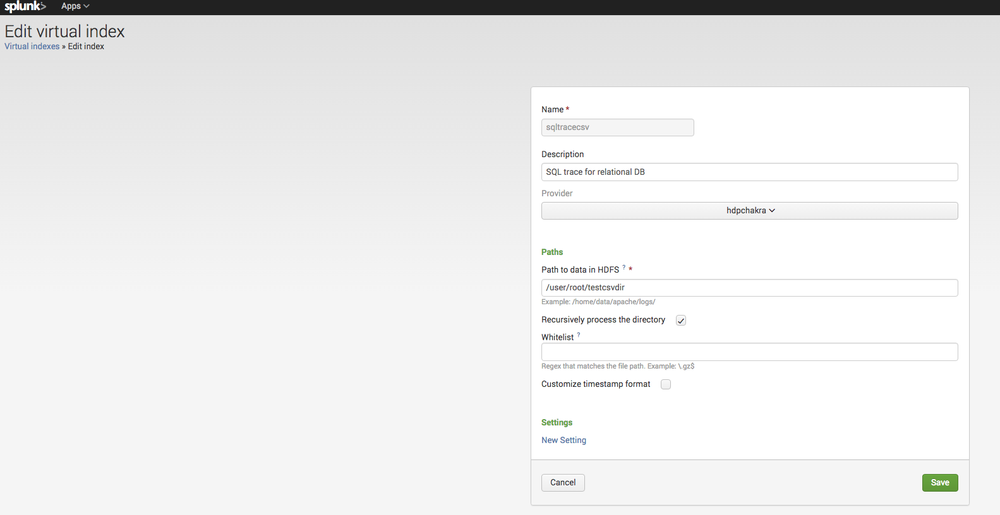 splunk> Apps
Edit virtual index
Virtual indexes » Edit index
Name *
sqltracecsv
Description
SQL trace for relational DB
Provider
hdpchakra
Paths
Path to data in HDFS ? *
/user/root/testcsvdir
Example: /home/data/apache/logs/
Recursively process the directory
Whitelist ?
Regex that matches the file path. Example: \.gz$
Customize timestamp format
Settings
New Setting
Cancel Save